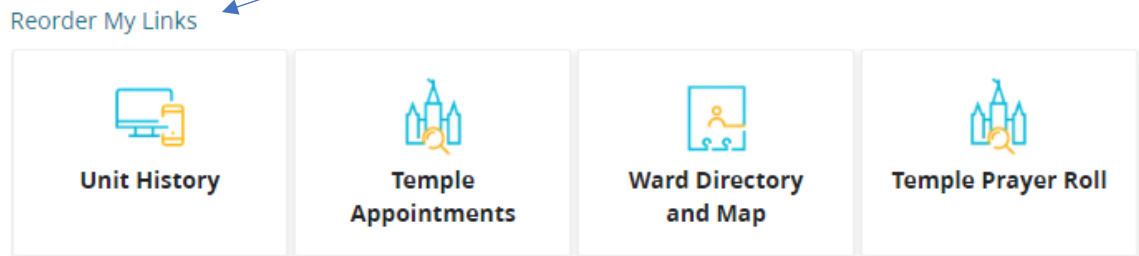 Reorder My Links
Unit History
Temple
Appointments
Ward Directory
and Map
Temple Prayer Roll